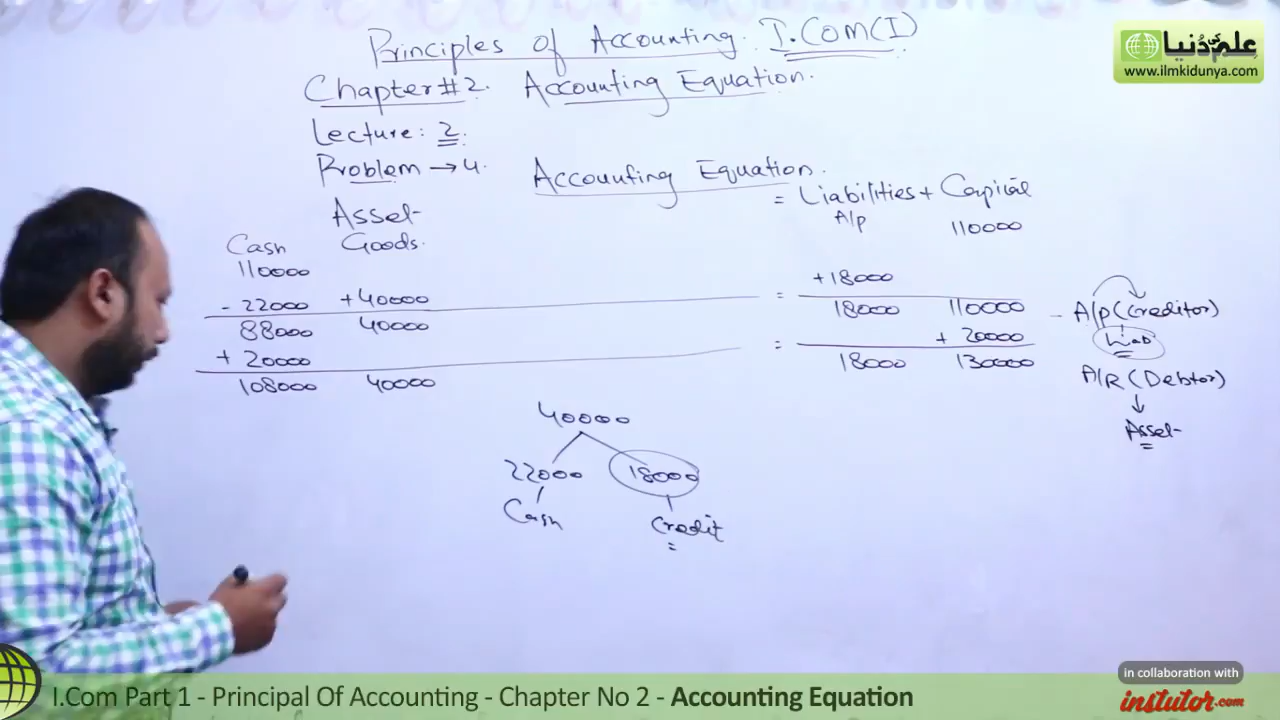 Principles of Accounting. I.Com(I)
علم کی دُنیا
www.ilmkidunya.com
Chapter#2. Accounting Equation.
Lecture: 2.
Problem → 4. Accounting Equation.
Asset = Liabilities + Capital
Cash Goods. A/p 110000
110000
+18000
- 22000 +40000 =
88000 40000 18000 110000 - A/p (Creditor)
+ 20000 = + 20000 Liab
108000 40000 18000 130000 A/R (Debtor)
Asset
40000
22000 18000
Cash Credit
in collaboration with
instutor.com
I.Com Part 1 - Principal Of Accounting - Chapter No 2 - Accounting Equation